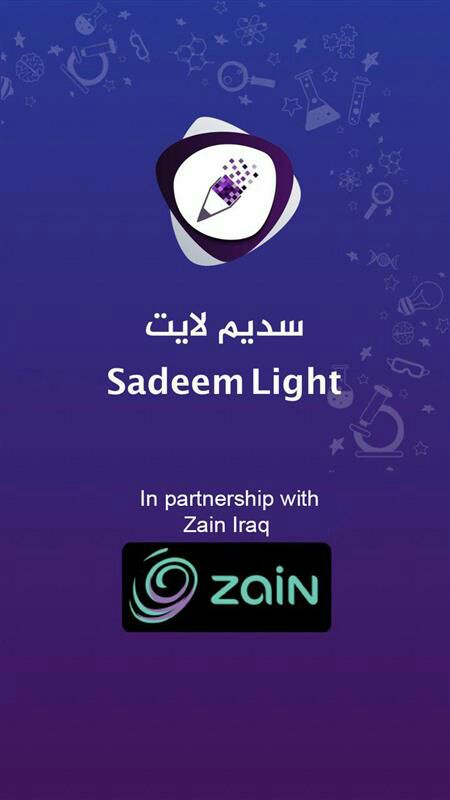 سديم لايت
Sadeem Light
In partnership with
Zain Iraq
ZAIN